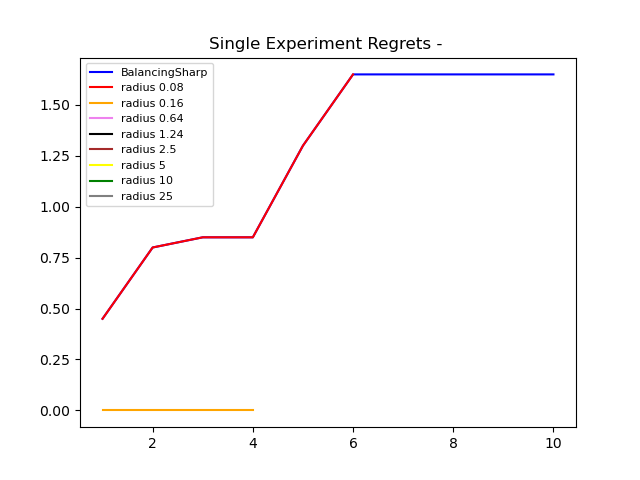 Single Experiment Regrets -
BalancingSharp
radius 0.08
radius 0.16
radius 0.64
radius 1.24
radius 2.5
radius 5
radius 10
radius 25
1.50
1.25
1.00
0.75
0.50
0.25
0.00
2 4 6 8 10